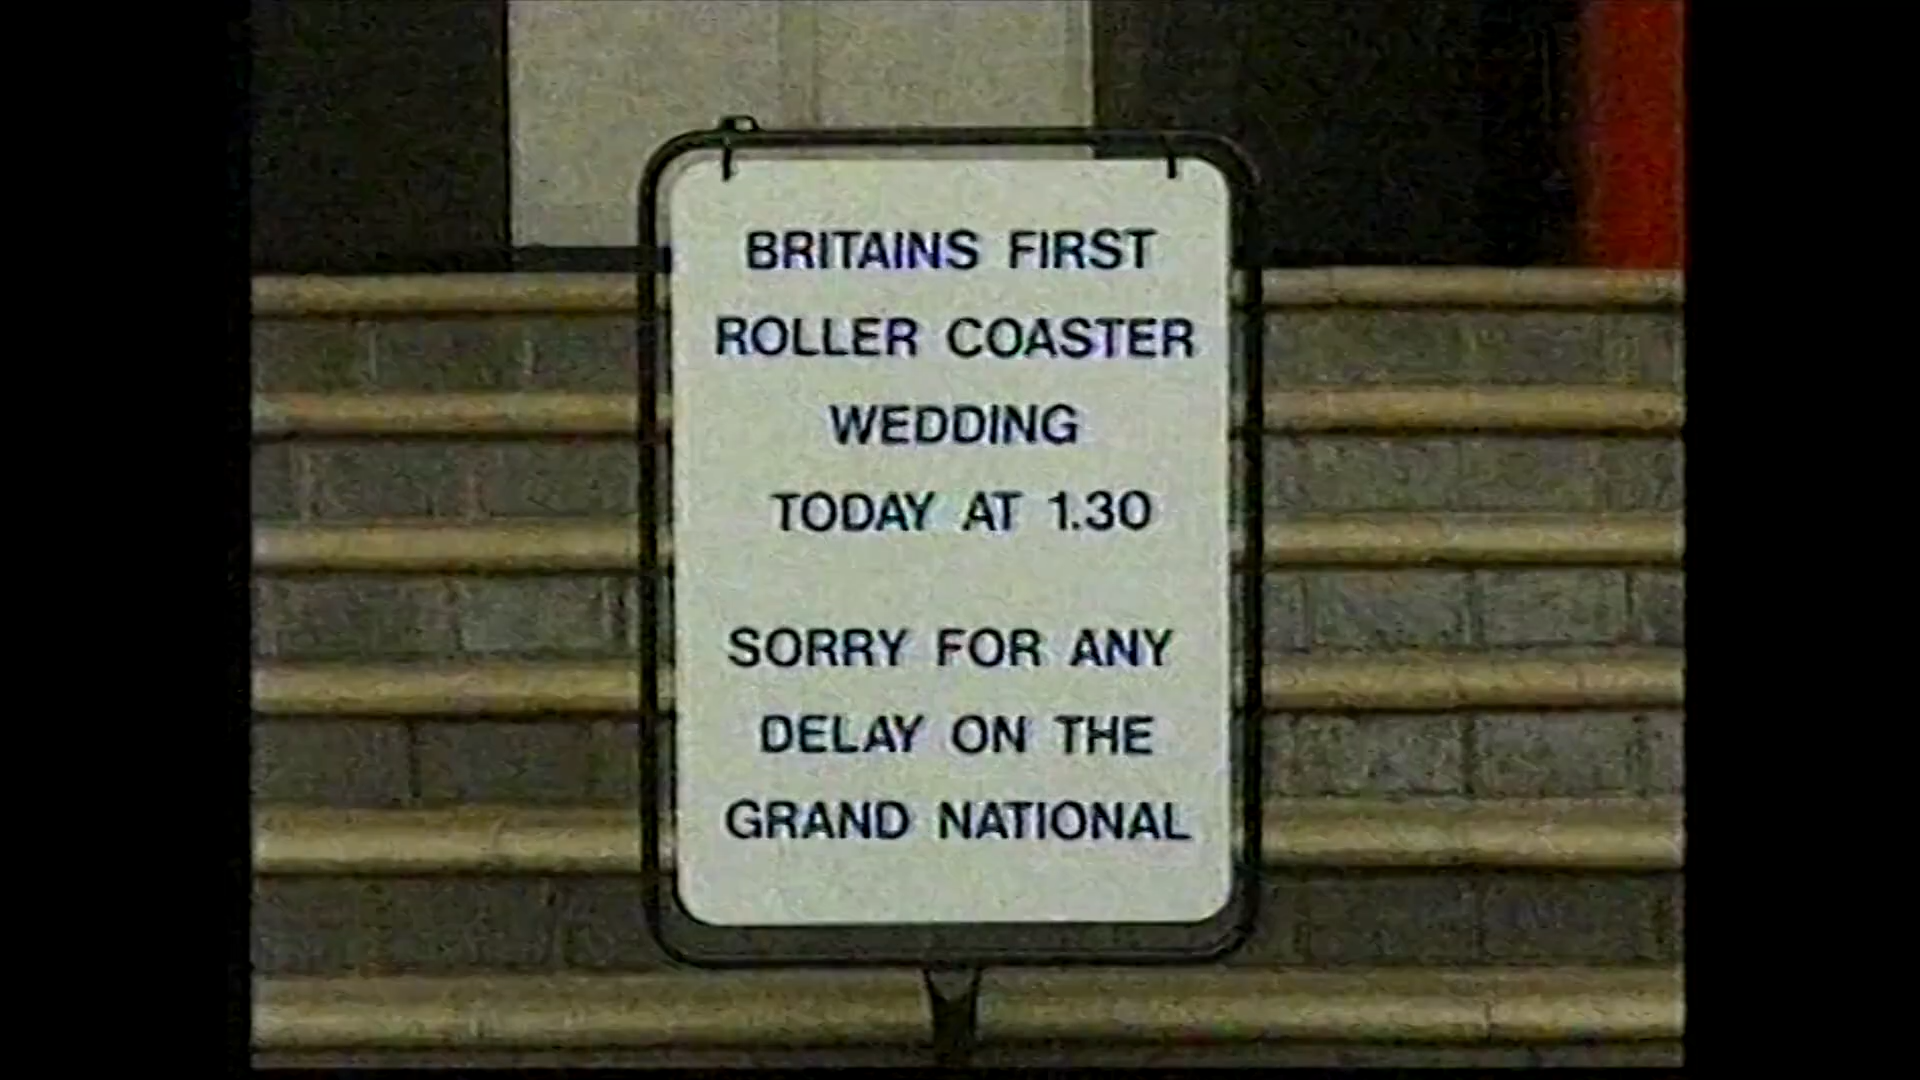 BRITAINS FIRST
ROLLER COASTER
WEDDING
TODAY AT 1.30
SORRY FOR ANY
DELAY ON THE
GRAND NATIONAL